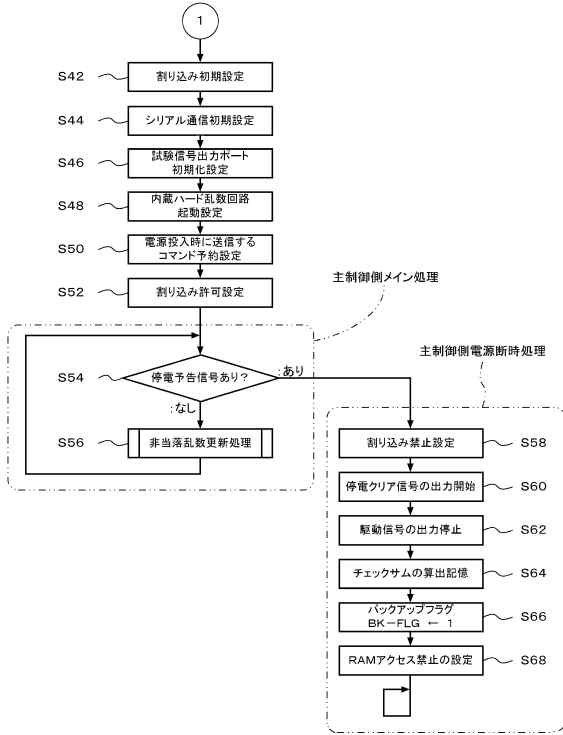 1
S42
割り込み初期設定
S44
シリアル通信初期設定
S46
試験信号出力ポート
初期化設定
S48
内蔵ハード乱数回路
起動設定
S50
電源投入時に送信する
コマンド予約設定
S52
割り込み許可設定
主制御側メイン処理
S54
停電予告信号あり?
:あり
:なし
S56
非当落乱数更新処理
主制御側電源断時処理
割り込み禁止設定
S58
停電クリア信号の出力開始
S60
駆動信号の出力停止
S62
チェックサムの算出記憶
S64
バックアップフラグ
BK-FLG ← 1
S66
RAMアクセス禁止の設定
S68